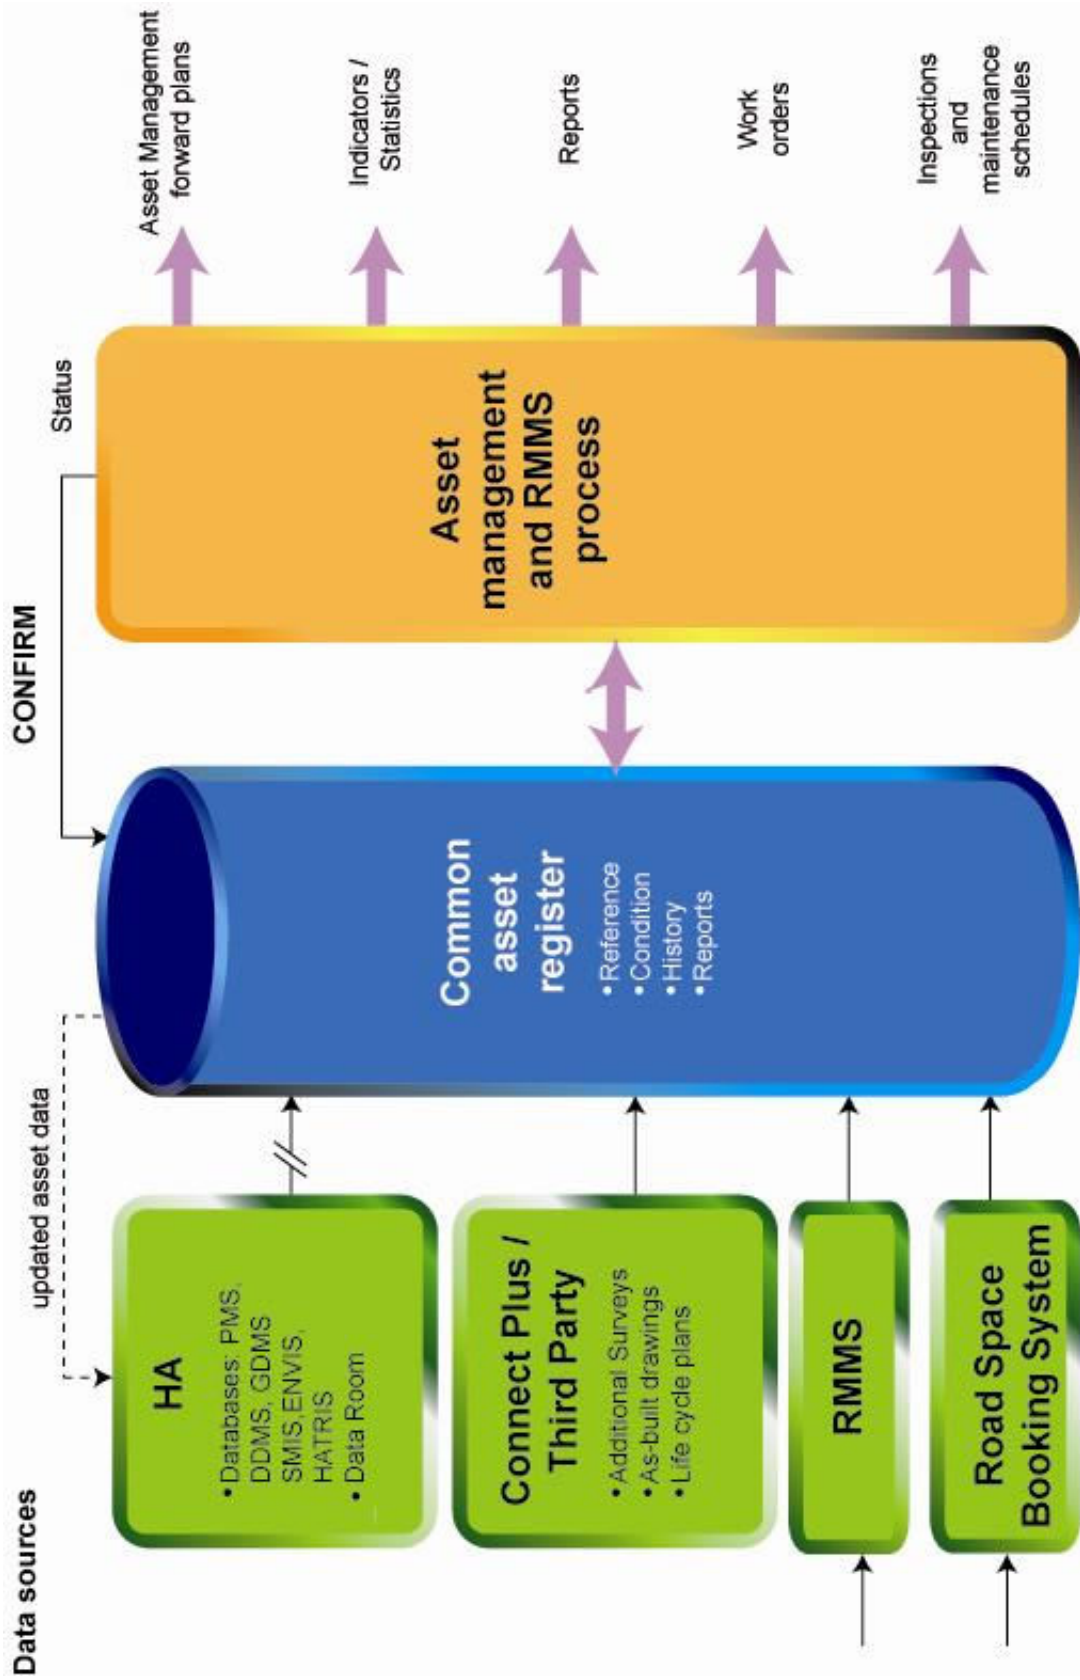 Data sources
CONFIRM
updated asset data
Status
HA
•Databases: PMS,
DDMS, GDMS
SMIS,ENVIS,
HATRIS
• Data Room
Connect Plus /
Third Party
•Additional Surveys
•As-built drawings
•Life cycle plans
RMMS
Road Space
Booking System
Common
asset
register
•Reference
•Condition
•History
•Reports
Asset
management
and RMMS
process
Asset Management
forward plans
Indicators /
Statistics
Reports
Work
orders
Inspections
and
maintenance
schedules